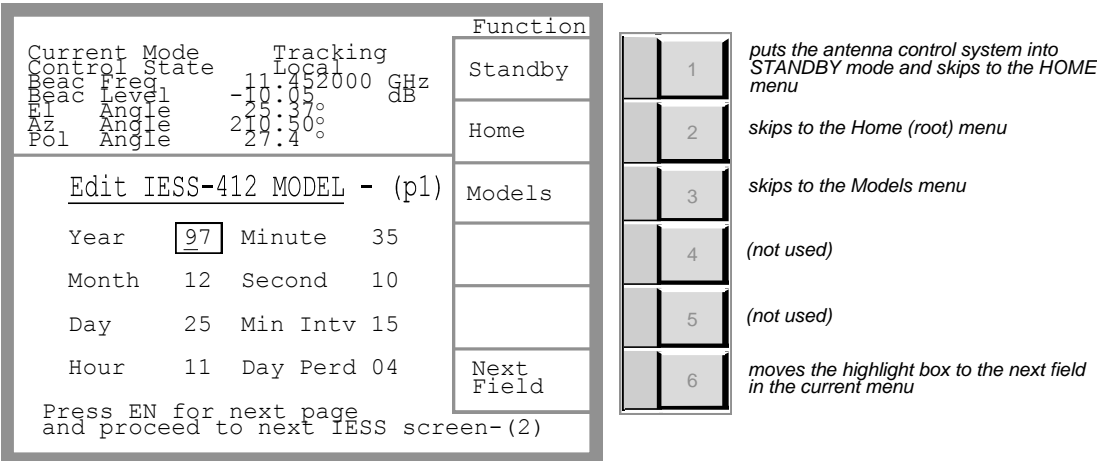 Function
Current Mode Tracking
Control State Local
Beac Freq 11.452000 GHz
Beac Level -10.05 dB
El Angle 25.37°
Az Angle 210.50°
Pol Angle 27.4 °
Standby
Home
Models
Next
Field
Edit IESS-412 MODEL - (p1)
Year 97 Minute 35
Month 12 Second 10
Day 25 Min Intv 15
Hour 11 Day Perd 04
Press EN for next page
and proceed to next IESS screen-(2)
1
puts the antenna control system into
STANDBY mode and skips to the HOME
menu
2
skips to the Home (root) menu
3
skips to the Models menu
4
(not used)
5
(not used)
6
moves the highlight box to the next field
in the current menu